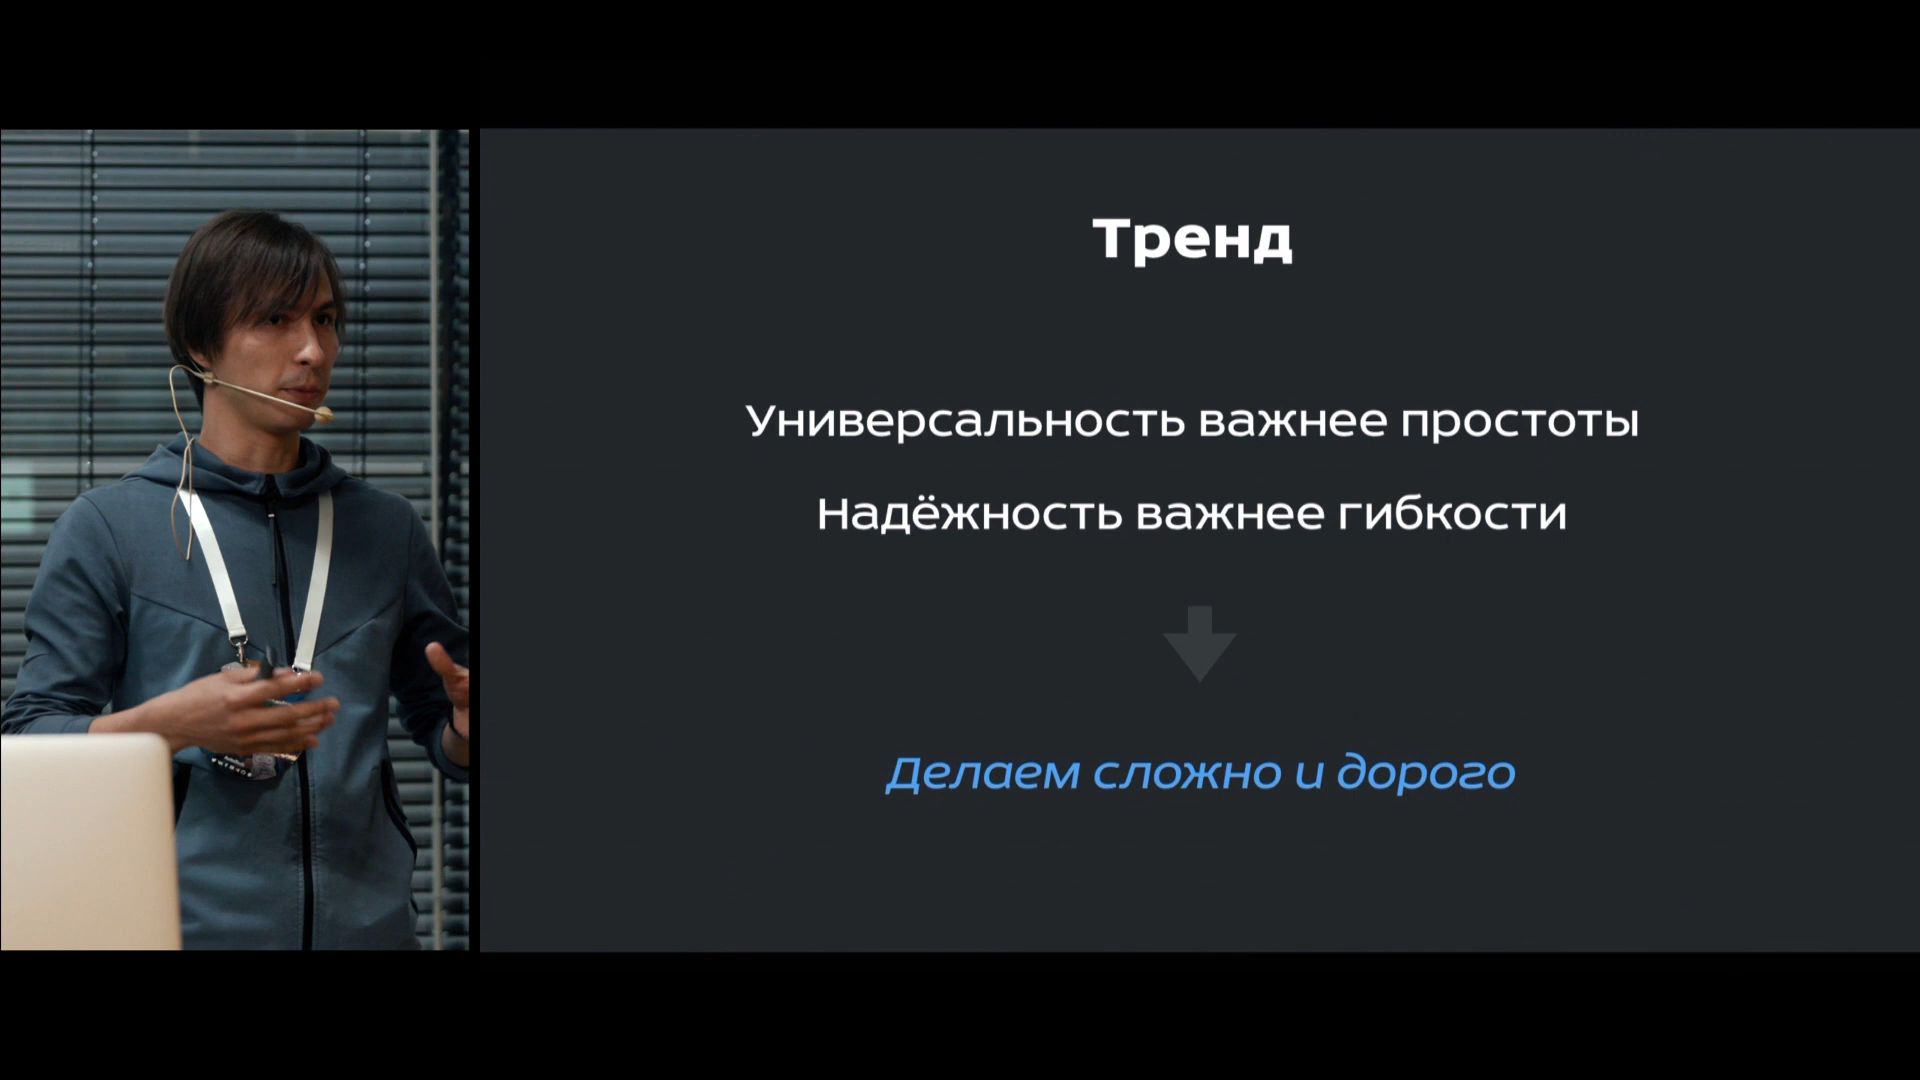 Тренд
Универсальность важнее простоты
Надёжность важнее гибкости
Делаем сложно и дорого